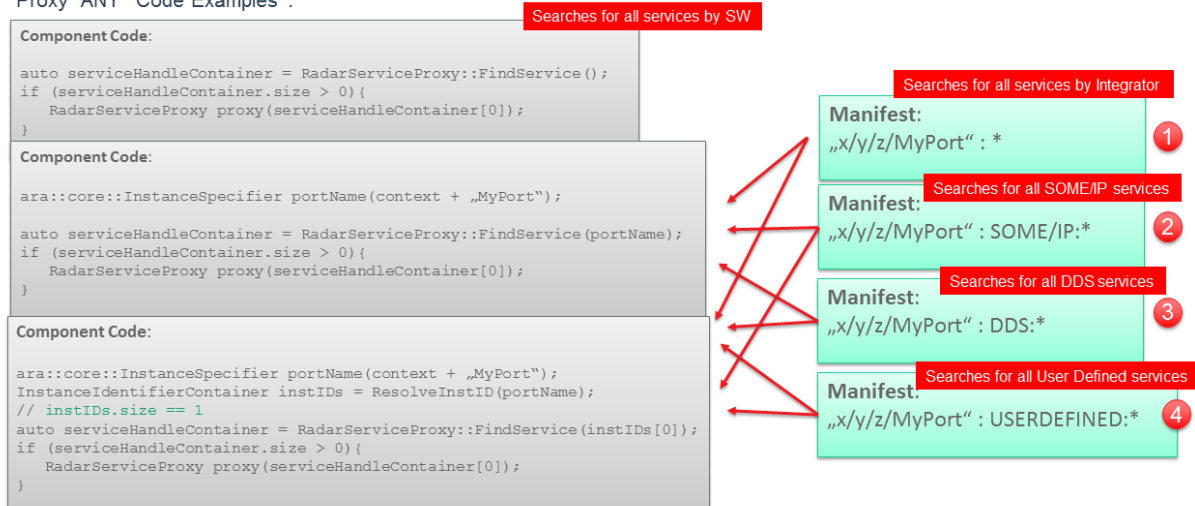 Proxy "ANY" Code Examples :
Searches for all services by SW
Component Code:
auto serviceHandleContainer = RadarServiceProxy::FindService();
if (serviceHandleContainer.size > 0){
RadarServiceProxy proxy(serviceHandleContainer[0]);
}
Component Code:
ara::core::InstanceSpecifier portName(context + „MyPort“);
auto serviceHandleContainer = RadarServiceProxy::FindService(portName);
if (serviceHandleContainer.size > 0){
RadarServiceProxy proxy(serviceHandleContainer[0]);
}
Component Code:
ara::core::InstanceSpecifier portName(context + „MyPort“);
InstanceIdentifierContainer instIDs = ResolveInstID(portName);
// instIDs.size == 1
auto serviceHandleContainer = RadarServiceProxy::FindService(instIDs[0]);
if (serviceHandleContainer.size > 0){
RadarServiceProxy proxy(serviceHandleContainer[0]);
}
Searches for all services by Integrator
Manifest:
„x/y/z/MyPort“ : *
1
Searches for all SOME/IP services
Manifest:
„x/y/z/MyPort“ : SOME/IP:*
2
Searches for all DDS services
Manifest:
„x/y/z/MyPort“ : DDS:*
3
Searches for all User Defined services
Manifest:
„x/y/z/MyPort“ : USERDEFINED:*
4